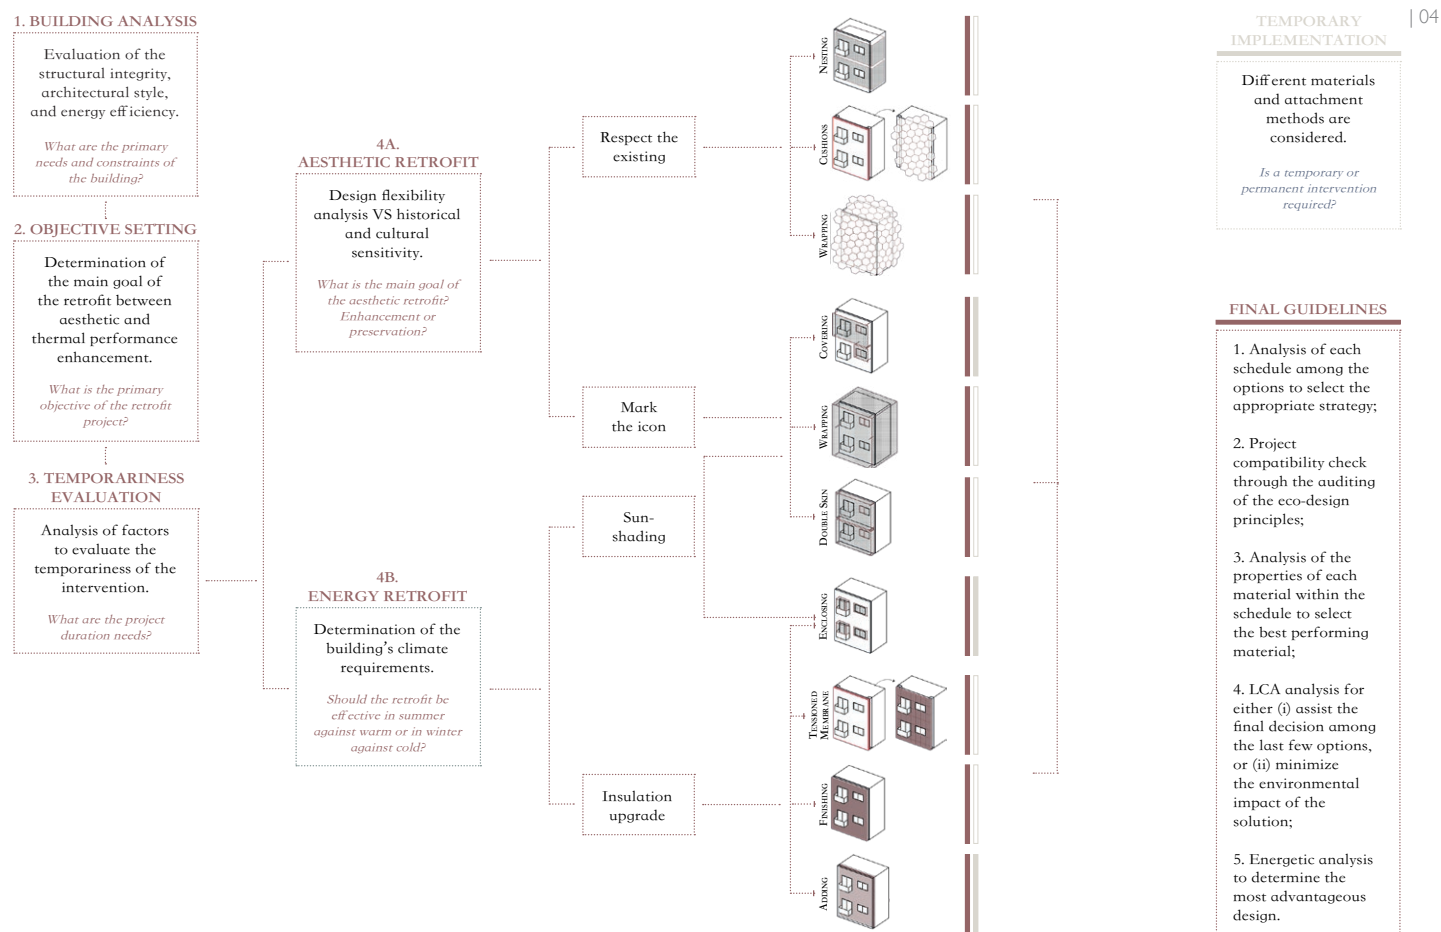 | 04
1. BUILDING ANALYSIS
Evaluation of the
structural integrity,
architectural style,
and energy efficiency.
What are the primary
needs and constraints of
the building?
2. OBJECTIVE SETTING
Determination of
the main goal of
the retrofit between
aesthetic and
thermal performance
enhancement.
What is the primary
objective of the retrofit
project?
3. TEMPORARINESS
EVALUATION
Analysis of factors
to evaluate the
temporariness of the
intervention.
What are the project
duration needs?
4A.
AESTHETIC RETROFIT
Design flexibility
analysis VS historical
and cultural
sensitivity.
What is the main goal of
the aesthetic retrofit?
Enhancement or
preservation?
4B.
ENERGY RETROFIT
Determination of the
building's climate
requirements.
Should the retrofit be
effective in summer
against warm or in winter
against cold?
Respect the
existing
Mark
the icon
Sun-
shading
Insulation
upgrade
NESTING
CUSHIONS
WRAPPING
COVERING
WRAPPING
DOUBLE SKIN
ENCLOSING
TENSIONED
MEMBRANE
FINISHING
ADDING
TEMPORARY
IMPLEMENTATION
Different materials
and attachment
methods are
considered.
Is a temporary or
permanent intervention
required?
FINAL GUIDELINES
1. Analysis of each
schedule among the
options to select the
appropriate strategy;
2. Project
compatibility check
through the auditing
of the eco-design
principles;
3. Analysis of the
properties of each
material within the
schedule to select
the best performing
material;
4. LCA analysis for
either (i) assist the
final decision among
the last few options,
or (ii) minimize
the environmental
impact of the
solution;
5. Energetic analysis
to determine the
most advantageous
design.